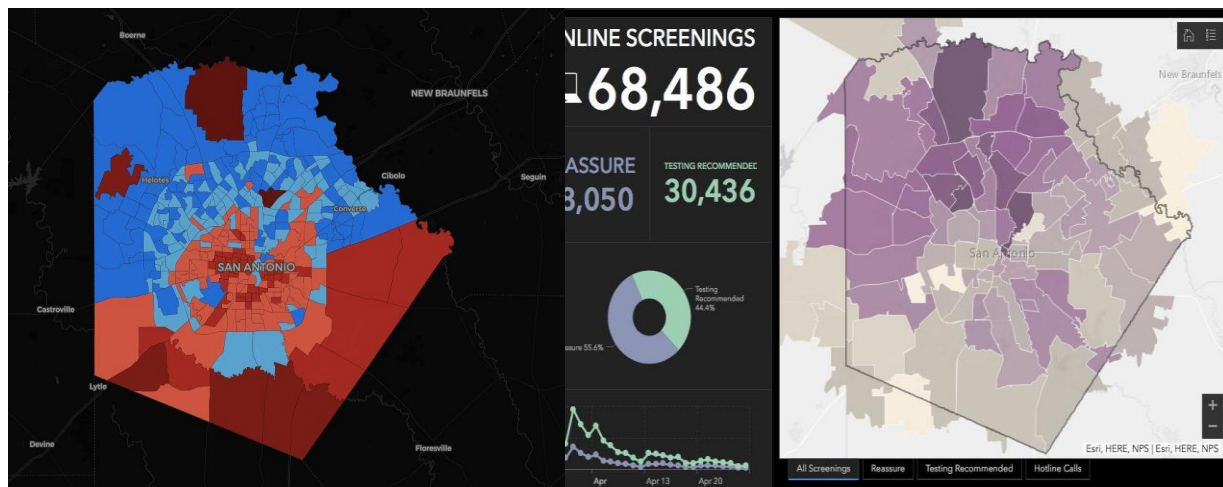 Boerne
NEW BRAUNFELS
Seguin
Cibolo
Helotes
Converse
SAN ANTONIO
Castroville
Lytle
Devine
Floresville
NLINE SCREENINGS
68,486
ASSURE
8,050
TESTING RECOMMENDED
30,436
Testing
Recommended
44.4%
ssure 55.6%
Apr
Apr 13
Apr 20
New Braunfels
San Antonio
+
−
Esri, HERE, NPS | Esri, HERE, NPS
All Screenings
Reassure
Testing Recommended
Hotline Calls